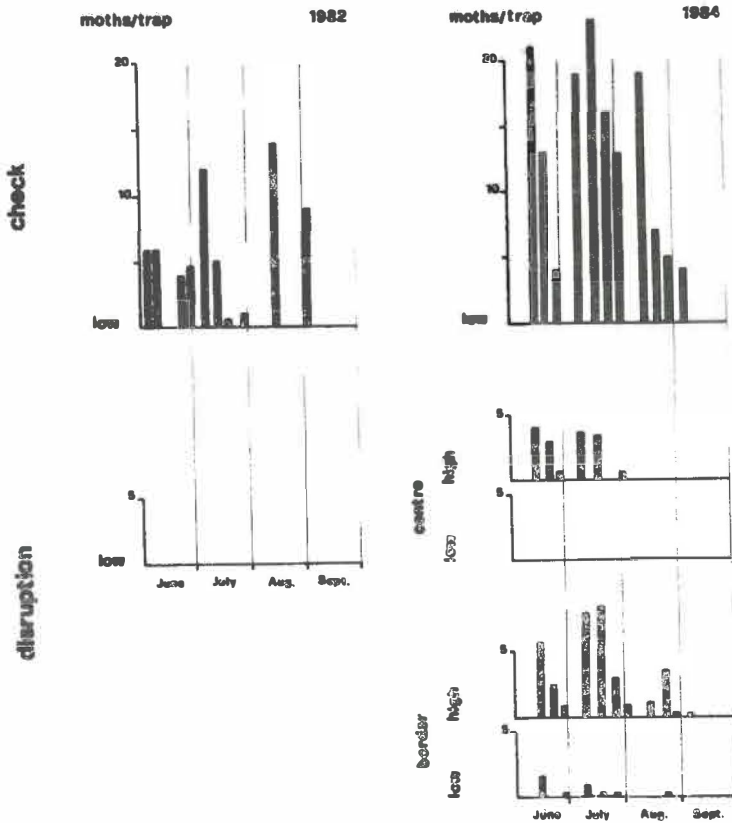 moths/trap 1982
20
10
check
low
5
low
disruption
June July Aug. Sept.
moths/trap 1984
20
10
low
5
high
centre
5
low
5
high
border
5
low
June July Aug. Sept.